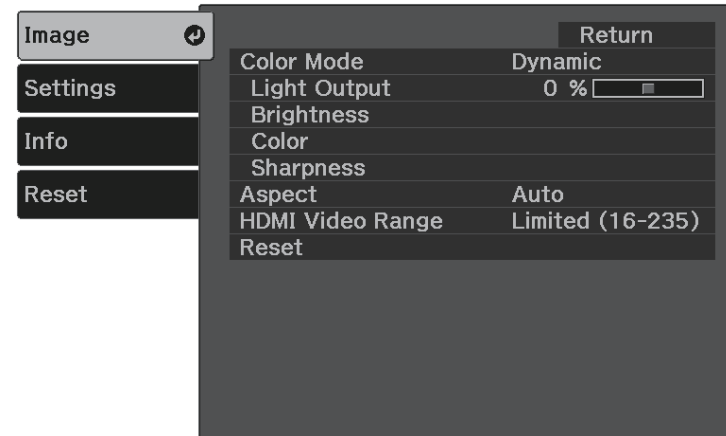 Image
Settings
Info
Reset
Return
Color Mode Dynamic
Light Output 0 %
Brightness
Color
Sharpness
Aspect Auto
HDMI Video Range Limited (16-235)
Reset